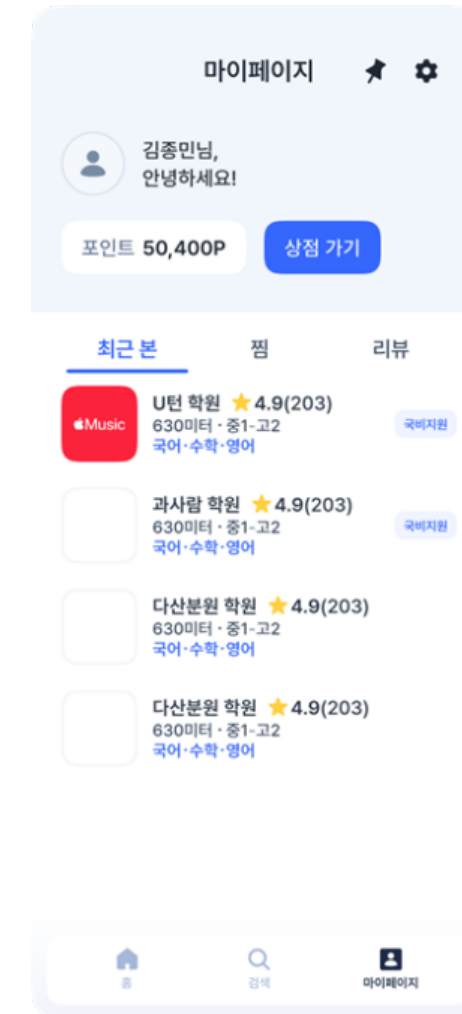 마이페이지
김종민님,
안녕하세요!
포인트 50,400P
상점 가기
최근 본
찜
리뷰
Music
U턴 학원 4.9(203)
630미터 · 중1-고2
국어·수학·영어
국비지원
과사람 학원 4.9(203)
630미터 · 중1-고2
국어·수학·영어
국비지원
다산분원 학원 4.9(203)
630미터 · 중1-고2
국어·수학·영어
다산분원 학원 4.9(203)
630미터 · 중1-고2
국어·수학·영어
홈
검색
마이페이지